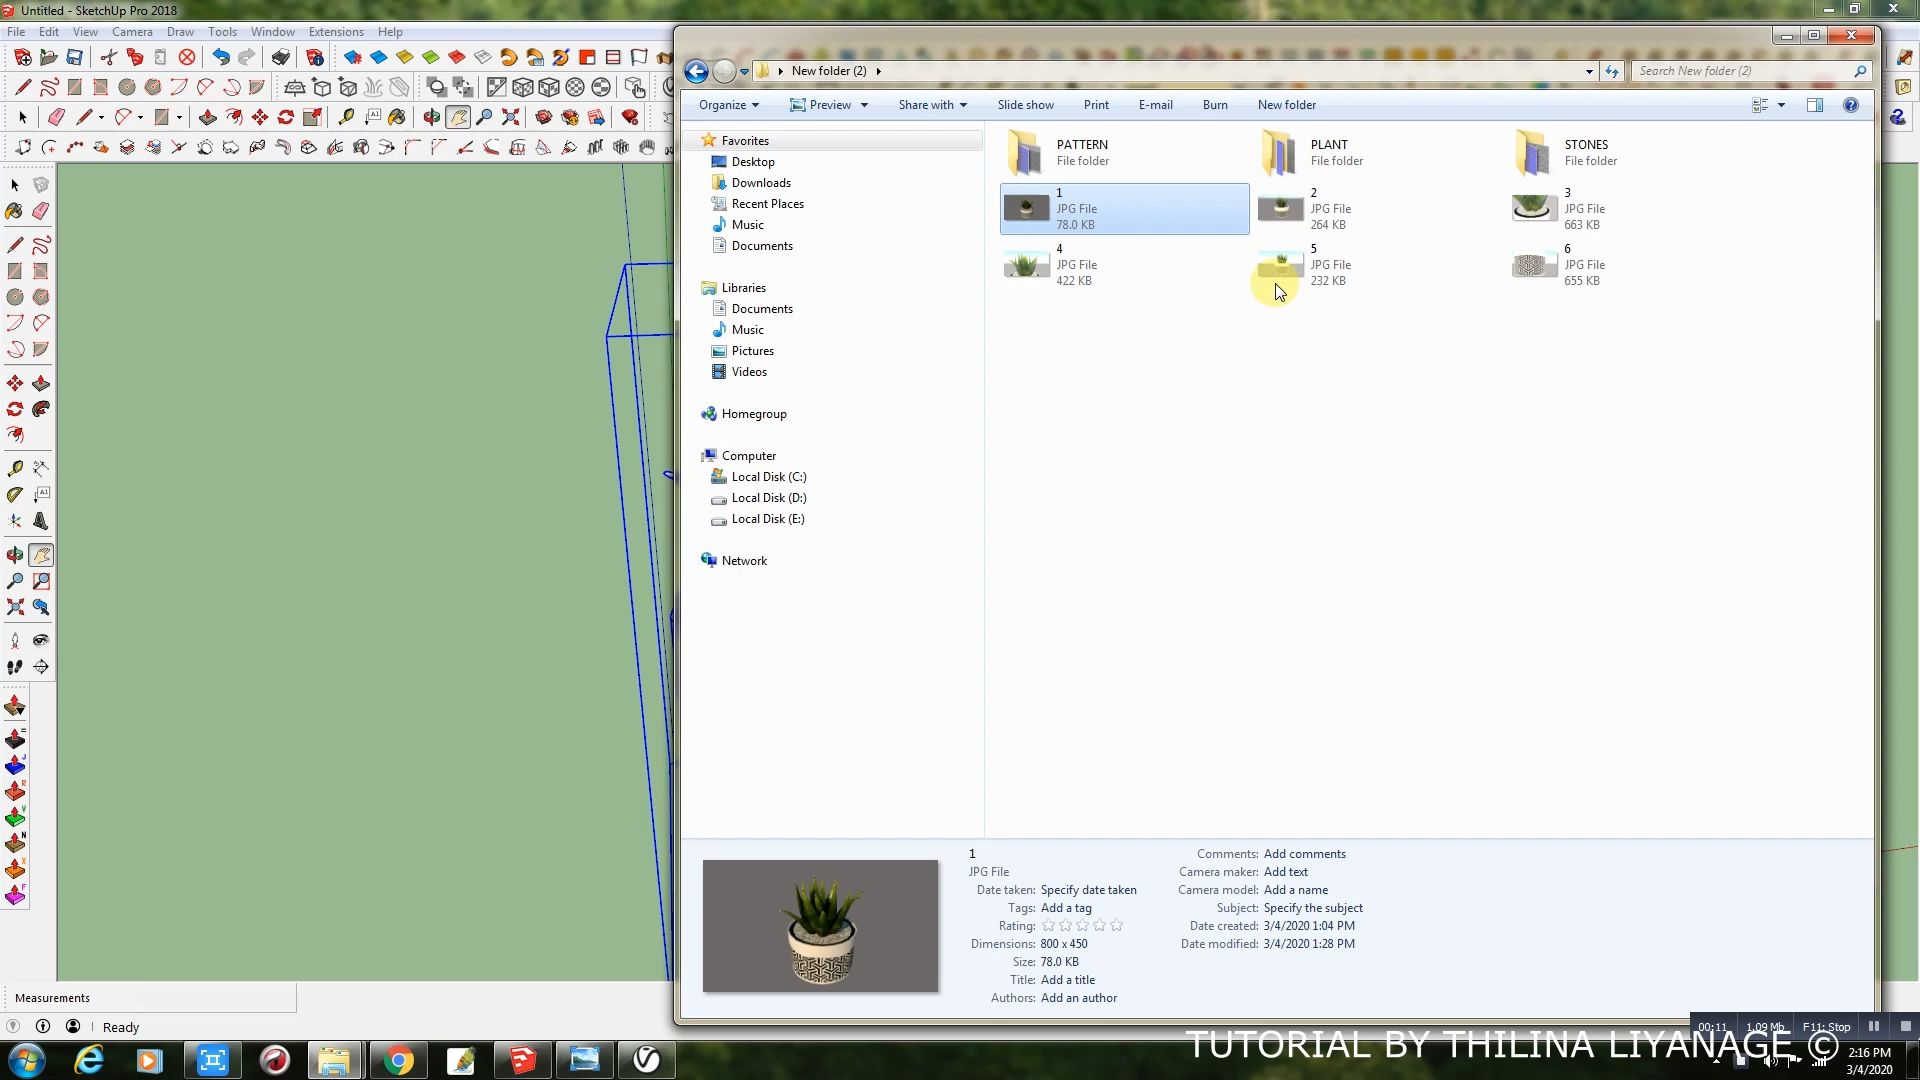 Untitled - SketchUp Pro 2018
File Edit View Camera Draw Tools Window Extensions Help
New folder (2)
Search New folder (2)
Organize Preview Share with Slide show Print E-mail Burn New folder
Favorites
Desktop
Downloads
Recent Places
Music
Documents
Libraries
Documents
Music
Pictures
Videos
Homegroup
Computer
Local Disk (C:)
Local Disk (D:)
Local Disk (E:)
Network
PATTERN
File folder
PLANT
File folder
STONES
File folder
1
JPG File
78.0 KB
2
JPG File
264 KB
3
JPG File
663 KB
4
JPG File
422 KB
5
JPG File
232 KB
6
JPG File
655 KB
1
JPG File
Date taken: Specify date taken
Tags: Add a tag
Rating:
Dimensions: 800 x 450
Size: 78.0 KB
Title: Add a title
Authors: Add an author
Comments: Add comments
Camera maker: Add text
Camera model: Add a name
Subject: Specify the subject
Date created: 3/4/2020 1:04 PM
Date modified: 3/4/2020 1:28 PM
Measurements
Ready
00:11 1.09 Mb F11: Stop
TUTORIAL BY THILINA LIYANAGE ©
2:16 PM
3/4/2020